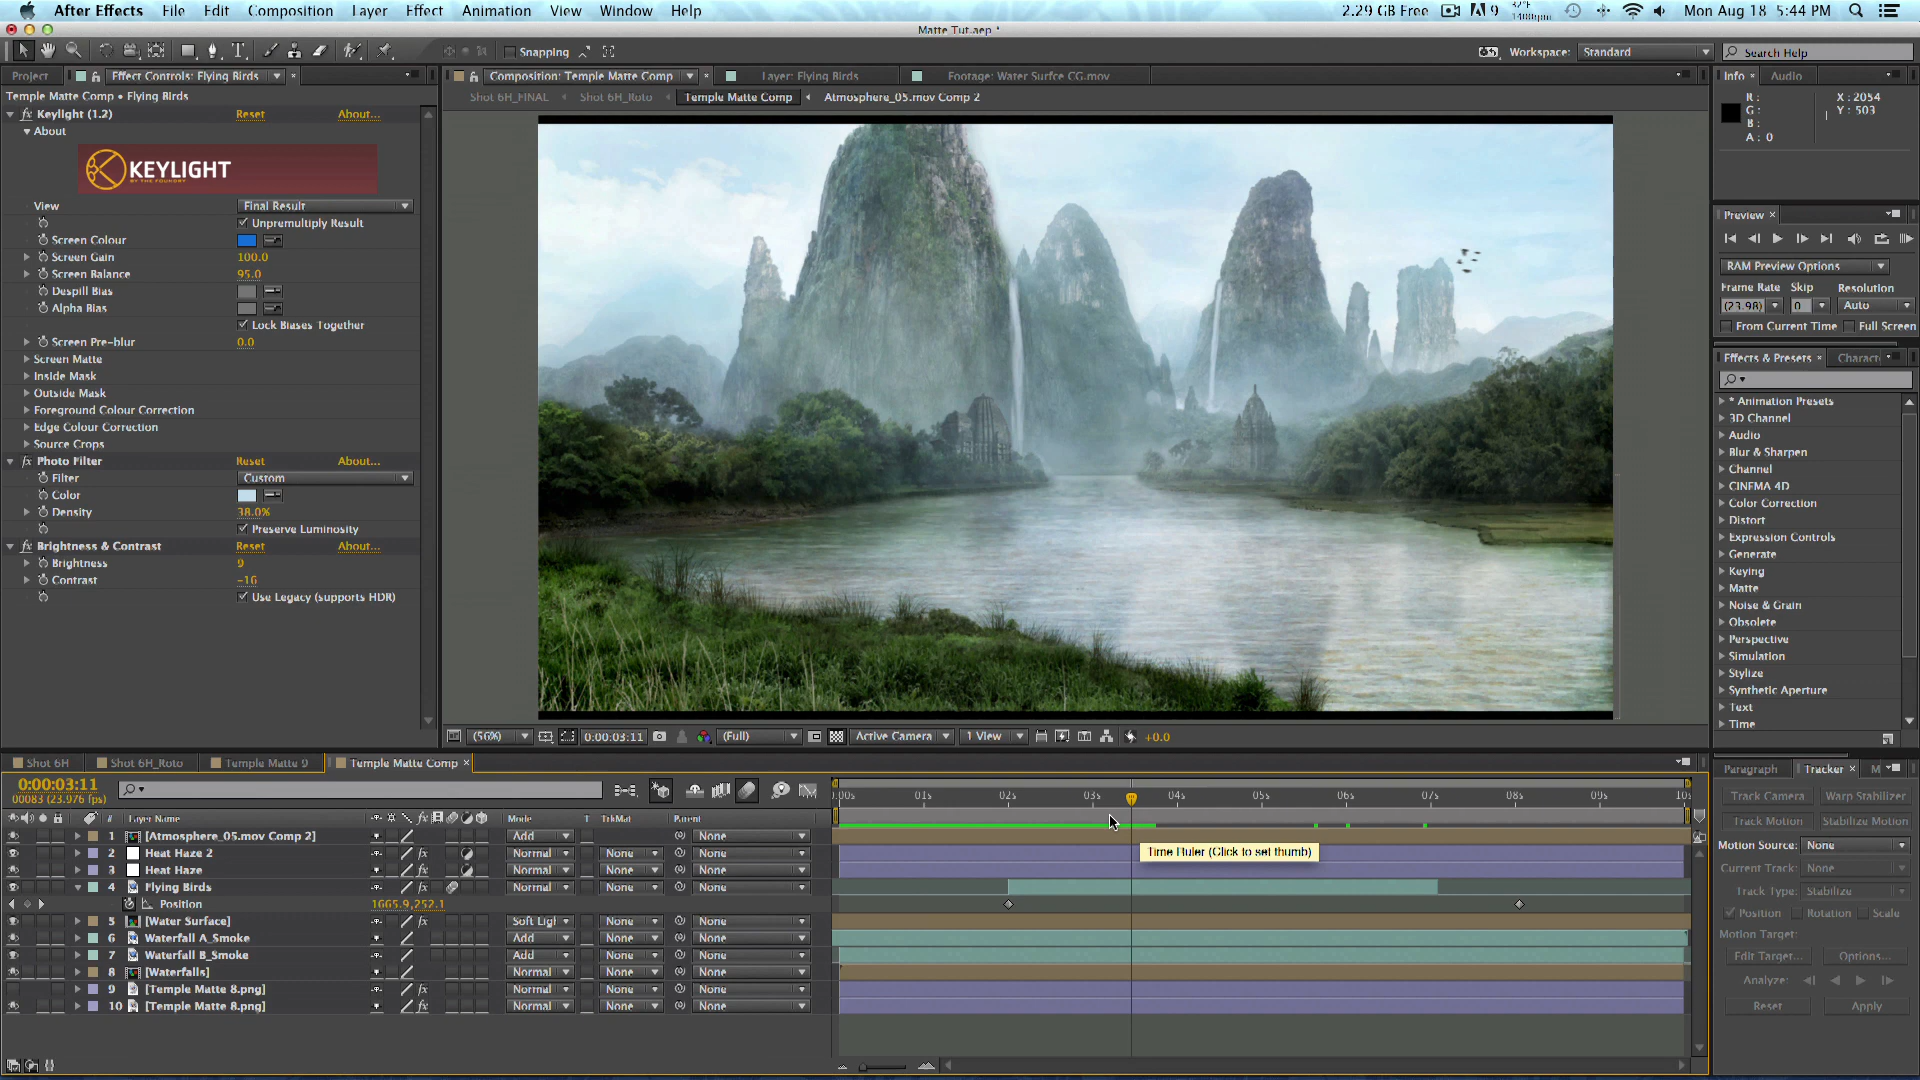 After Effects File Edit Composition Layer Effect Animation View Window Help
2.29 GB Free 9 Mon Aug 18 5:44 PM
Matte Tut.aep *
Snapping
Workspace: Standard
Search Help
Project Effect Controls: Flying Birds
Temple Matte Comp • Flying Birds
fx Keylight (1.2) Reset About...
About
KEYLIGHT
BY THE FOUNDRY
View Final Result
Unpremultiply Result
Screen Colour
Screen Gain 100.0
Screen Balance 95.0
Despill Bias
Alpha Bias
Lock Biases Together
Screen Pre-blur 0.0
Screen Matte
Inside Mask
Outside Mask
Foreground Colour Correction
Edge Colour Correction
Source Crops
fx Photo Filter Reset About...
Filter Custom
Color
Density 38.0%
Preserve Luminosity
fx Brightness & Contrast Reset About...
Brightness 9
Contrast -16
Use Legacy (supports HDR)
Composition: Temple Matte Comp Layer: Flying Birds Footage: Water Surfce CG.mov
Shot 6H_FINAL Shot 6H_Roto Temple Matte Comp Atmosphere_05.mov Comp 2
(56%) 0:00:03:11 (Full) Active Camera 1 View +0.0
Info Audio
R: X: 2054
G: Y: 503
B:
A: 0
Preview
RAM Preview Options
Frame Rate Skip Resolution
(23.98) 0 Auto
From Current Time Full Screen
Effects & Presets Charact
* Animation Presets
3D Channel
Audio
Blur & Sharpen
Channel
CINEMA 4D
Color Correction
Distort
Expression Controls
Generate
Keying
Matte
Noise & Grain
Obsolete
Perspective
Simulation
Stylize
Synthetic Aperture
Text
Time
Shot 6H Shot 6H_Roto Temple Matte 9 Temple Matte Comp
0:00:03:11
00083 (23.976 fps)
:00s 01s 02s 03s 04s 05s 06s 07s 08s 09s 10s
# Layer Name Mode T TrkMat Parent
1 [Atmosphere_05.mov Comp 2] Add None
2 Heat Haze 2 fx Normal None None
3 Heat Haze fx Normal None None
4 Flying Birds fx Normal None None
Position 1665.9,252.1
5 [Water Surface] fx Soft Ligh None None
6 Waterfall A_Smoke Add None None
7 Waterfall B_Smoke Add None None
8 [Waterfalls] Normal None None
9 [Temple Matte 8.png] fx Normal None None
10 [Temple Matte 8.png] fx Normal None None
Time Ruler (Click to set thumb)
Paragraph Tracker M
Track Camera Warp Stabilizer
Track Motion Stabilize Motion
Motion Source: None
Current Track: None
Track Type: Stabilize
Position Rotation Scale
Motion Target:
Edit Target... Options...
Analyze:
Reset Apply